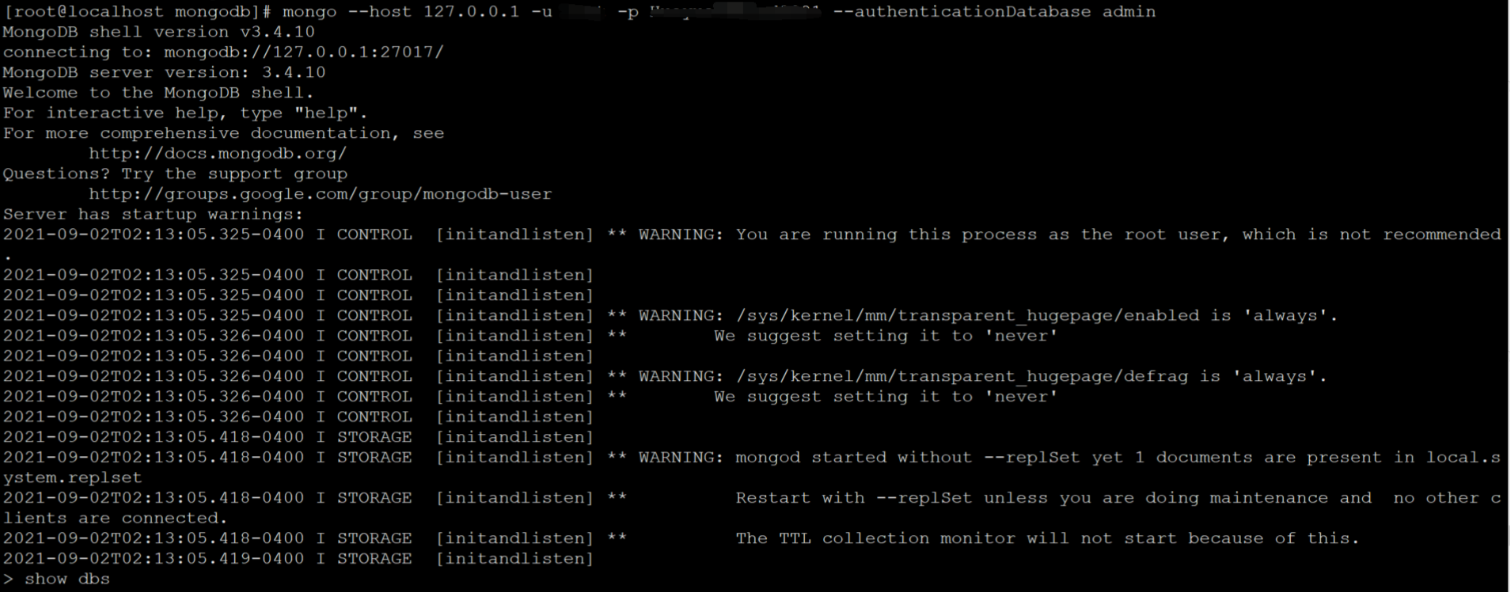 [root@localhost mongodb]# mongo --host 127.0.0.1 -u -p --authenticationDatabase admin
MongoDB shell version v3.4.10
connecting to: mongodb://127.0.0.1:27017/
MongoDB server version: 3.4.10
Welcome to the MongoDB shell.
For interactive help, type "help".
For more comprehensive documentation, see
        http://docs.mongodb.org/
Questions? Try the support group
        http://groups.google.com/group/mongodb-user
Server has startup warnings:
2021-09-02T02:13:05.325-0400 I CONTROL  [initandlisten] ** WARNING: You are running this process as the root user, which is not recommended
.
2021-09-02T02:13:05.325-0400 I CONTROL  [initandlisten]
2021-09-02T02:13:05.325-0400 I CONTROL  [initandlisten]
2021-09-02T02:13:05.325-0400 I CONTROL  [initandlisten] ** WARNING: /sys/kernel/mm/transparent_hugepage/enabled is 'always'.
2021-09-02T02:13:05.326-0400 I CONTROL  [initandlisten] **        We suggest setting it to 'never'
2021-09-02T02:13:05.326-0400 I CONTROL  [initandlisten]
2021-09-02T02:13:05.326-0400 I CONTROL  [initandlisten] ** WARNING: /sys/kernel/mm/transparent_hugepage/defrag is 'always'.
2021-09-02T02:13:05.326-0400 I CONTROL  [initandlisten] **        We suggest setting it to 'never'
2021-09-02T02:13:05.326-0400 I CONTROL  [initandlisten]
2021-09-02T02:13:05.418-0400 I STORAGE  [initandlisten]
2021-09-02T02:13:05.418-0400 I STORAGE  [initandlisten] ** WARNING: mongod started without --replSet yet 1 documents are present in local.s
ystem.replset
2021-09-02T02:13:05.418-0400 I STORAGE  [initandlisten] **          Restart with --replSet unless you are doing maintenance and  no other c
lients are connected.
2021-09-02T02:13:05.418-0400 I STORAGE  [initandlisten] **          The TTL collection monitor will not start because of this.
2021-09-02T02:13:05.419-0400 I STORAGE  [initandlisten]
> show dbs